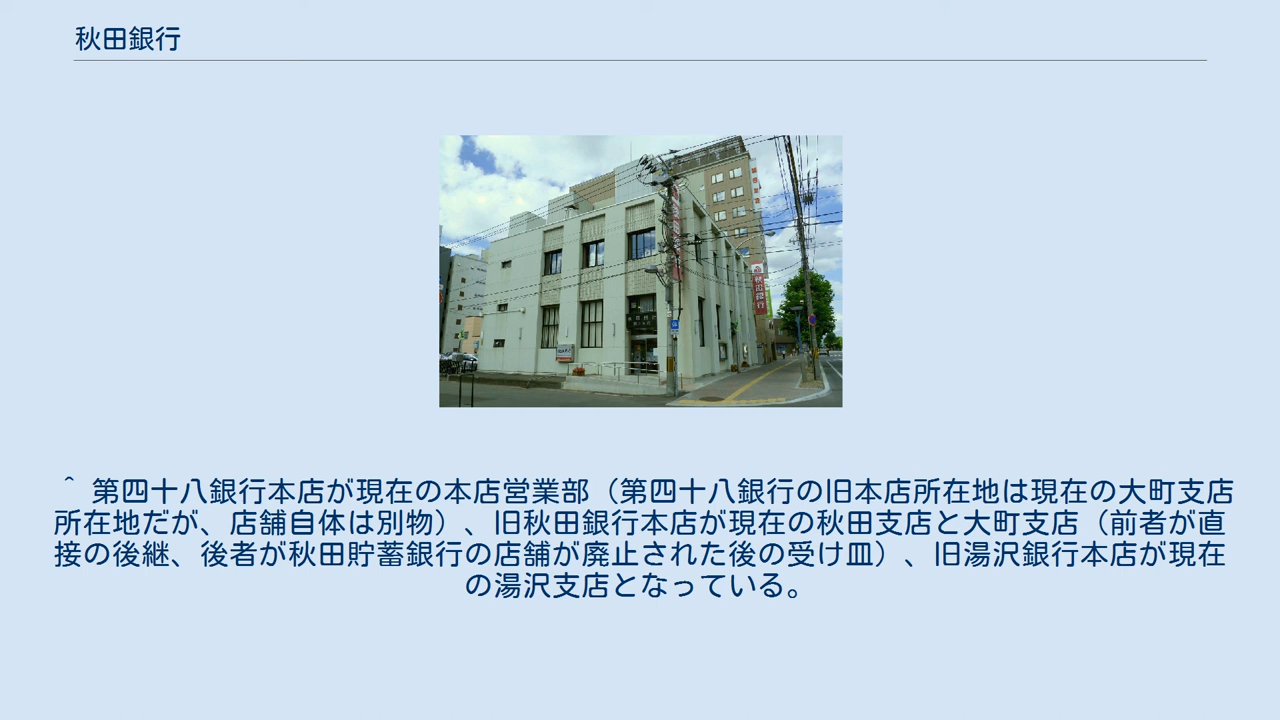 秋田銀行
秋田銀行
^ 第四十八銀行本店が現在の本店営業部（第四十八銀行の旧本店所在地は現在の大町支店
所在地だが、店舗自体は別物）、旧秋田銀行本店が現在の秋田支店と大町支店（前者が直
接の後継、後者が秋田貯蓄銀行の店舗が廃止された後の受け皿）、旧湯沢銀行本店が現在
の湯沢支店となっている。